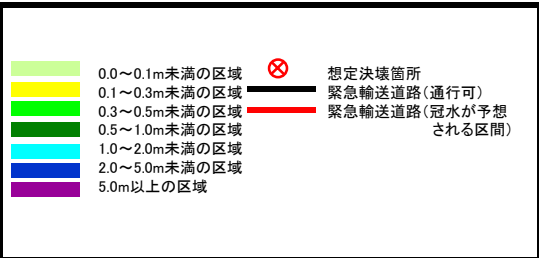 0.0～0.1m未満の区域
0.1～0.3m未満の区域
0.3～0.5m未満の区域
0.5～1.0m未満の区域
1.0～2.0m未満の区域
2.0～5.0m未満の区域
5.0m以上の区域
想定決壊箇所
緊急輸送道路（通行可）
緊急輸送道路（冠水が予想
される区間）